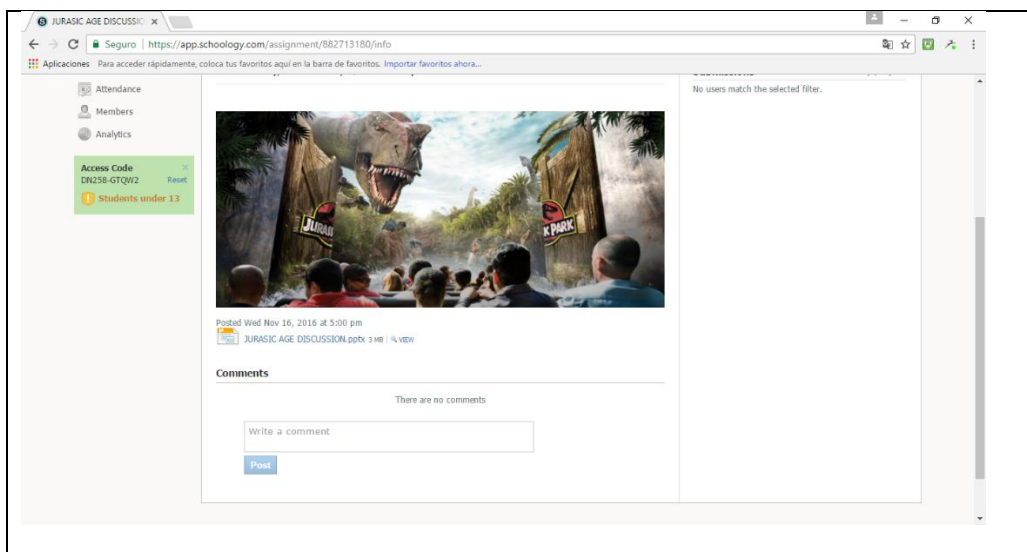 JURASIC AGE DISCUSSIO
Seguro | https://app.schoology.com/assignment/882713180/info
Aplicaciones Para acceder rápidamente, coloca tus favoritos aquí en la barra de favoritos. Importar favoritos ahora...
Attendance
Members
Analytics
Access Code
DN258-GTQW2 Reset
Students under 13
No users match the selected filter.
JURAS
K PARK
Posted Wed Nov 16, 2016 at 5:00 pm
JURASIC AGE DISCUSSION.pptx 3 MB | VIEW
Comments
There are no comments
Write a comment
Post